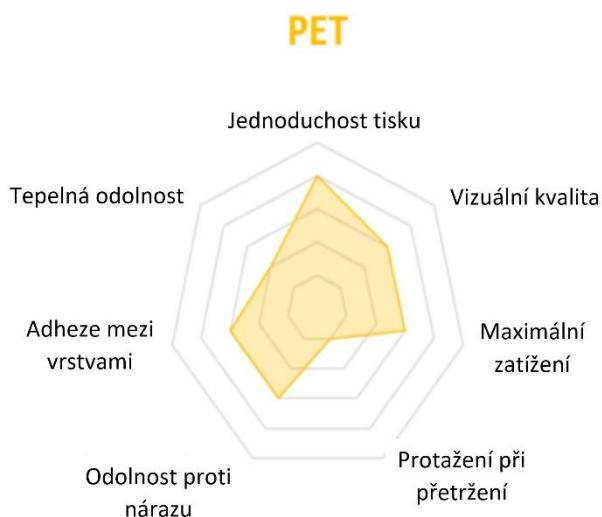 PET
Jednoduchost tisku
Tepelná odolnost
Vizuální kvalita
Adheze mezi
vrstvami
Maximální
zatížení
Odolnost proti
nárazu
Protažení při
přetržení